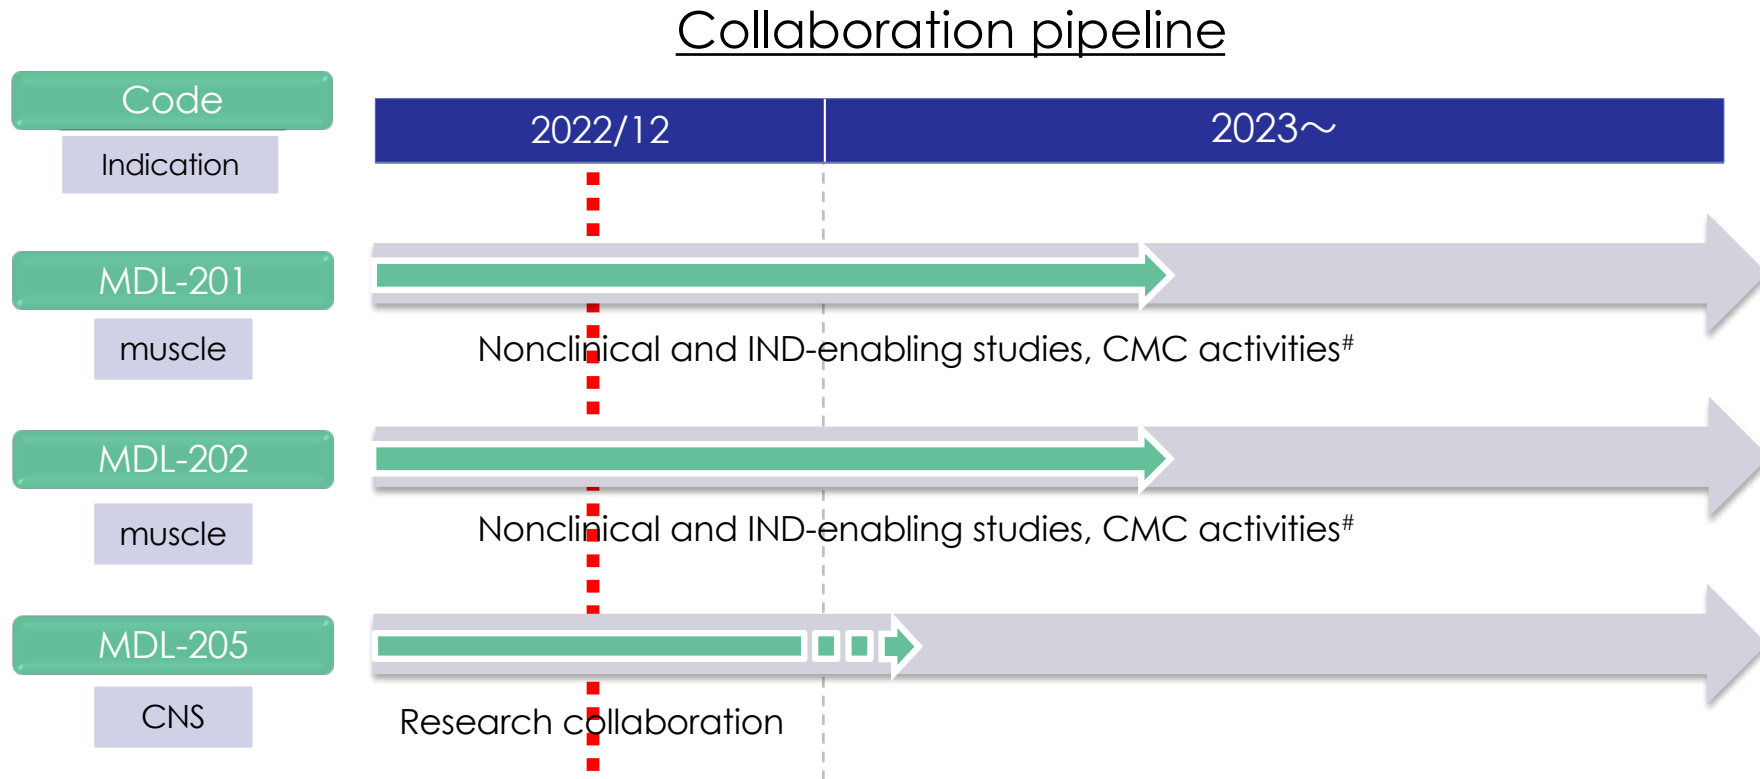 Collaboration pipeline
Code
Indication
2022/12
2023～
MDL-201
muscle
Nonclinical and IND-enabling studies, CMC activities#
MDL-202
muscle
Nonclinical and IND-enabling studies, CMC activities#
MDL-205
CNS
Research collaboration